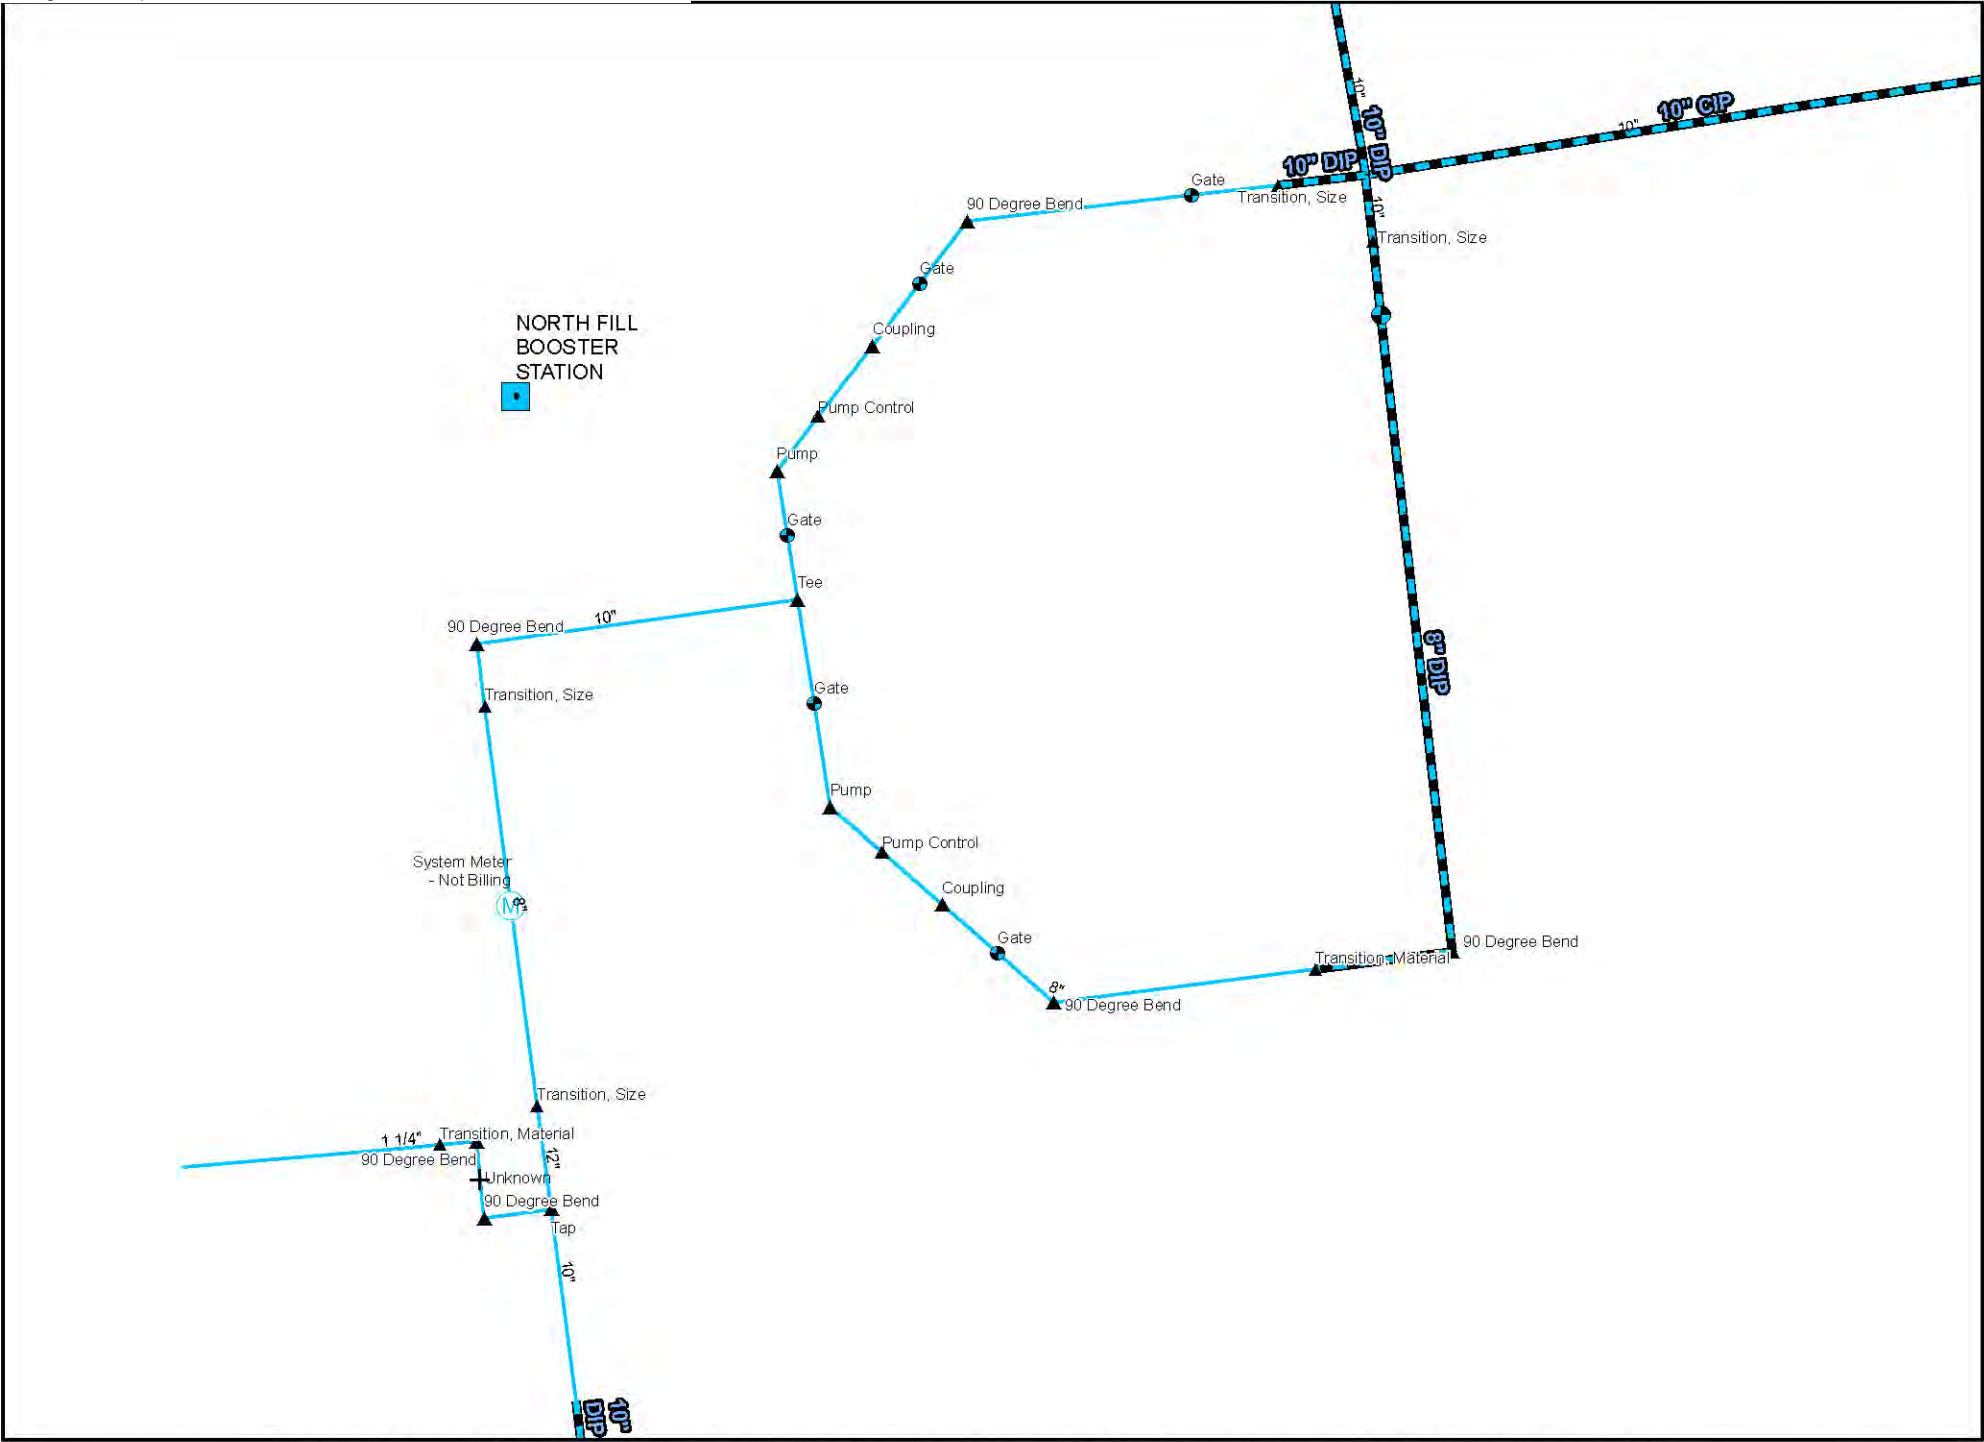 10"
10" DIP
10" CIP
10"
10" DIP
Gate
Transition, Size
10"
90 Degree Bend
Transition, Size
Gate
NORTH FILL
BOOSTER
STATION
Coupling
Pump Control
Pump
Gate
Tee
10"
90 Degree Bend
8" DIP
Transition, Size
Gate
Pump
Pump Control
System Meter
- Not Billing
M
8"
Coupling
Gate
90 Degree Bend
Transition, Material
8"
90 Degree Bend
Transition, Size
1 1/4"
Transition, Material
90 Degree Bend
12"
Unknown
90 Degree Bend
Tap
10"
10"
DIP